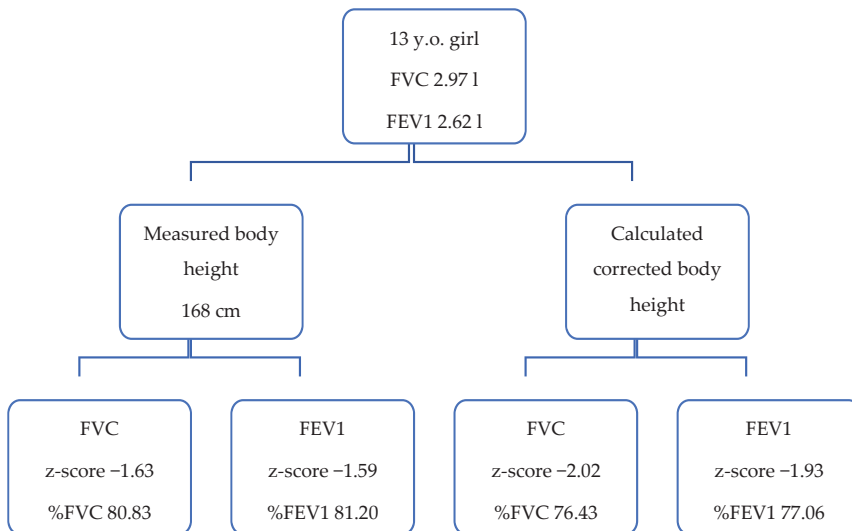 13 y.o. girl
FVC 2.97 l
FEV1 2.62 l
Measured body
height
168 cm
Calculated
corrected body
height
FVC
z-score −1.63
%FVC 80.83
FEV1
z-score −1.59
%FEV1 81.20
FVC
z-score −2.02
%FVC 76.43
FEV1
z-score −1.93
%FEV1 77.06